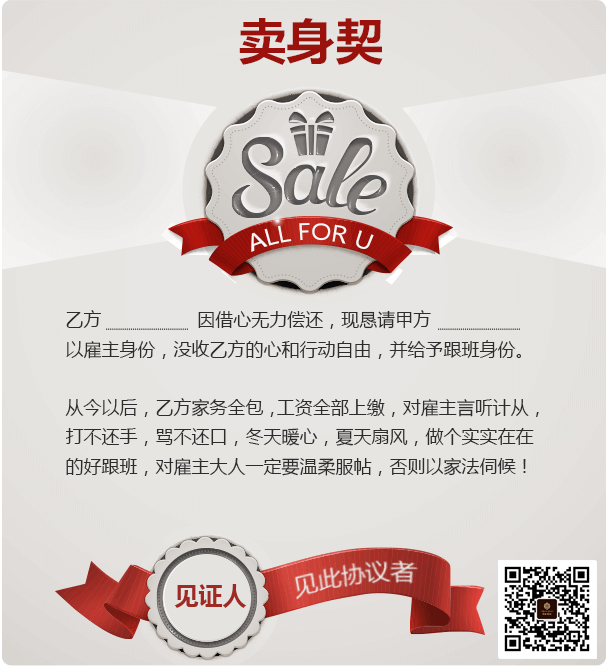 卖身契
Sale
ALL FOR U
乙方 因借心无力偿还，现恳请甲方
以雇主身份，没收乙方的心和行动自由，并给予跟班身份。
从今以后，乙方家务全包，工资全部上缴，对雇主言听计从，
打不还手，骂不还口，冬天暖心，夏天扇风，做个实实在在
的好跟班，对雇主大人一定要温柔服帖，否则以家法伺候！
见证人
见此协议者